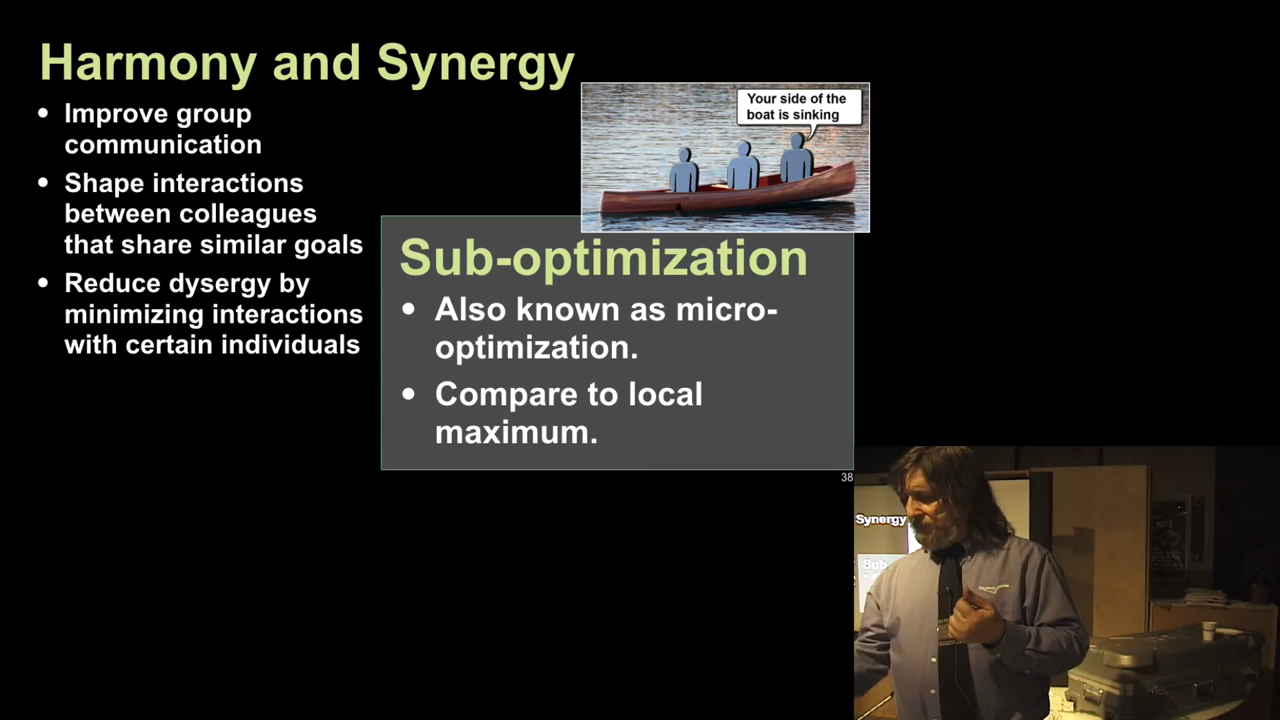 Harmony and Synergy
• Improve group
communication
• Shape interactions
between colleagues
that share similar goals
• Reduce dysergy by
minimizing interactions
with certain individuals
Your side of the
boat is sinking
Sub-optimization
• Also known as micro-
optimization.
• Compare to local
maximum.
38
Synergy
Sub